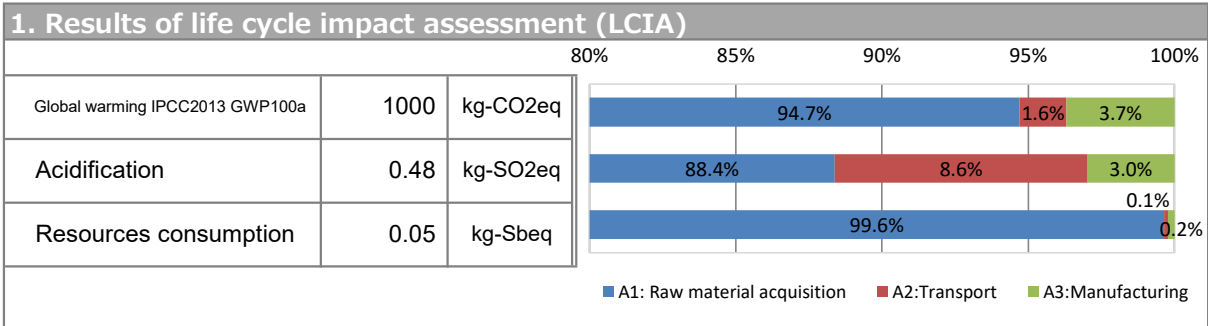 1. Results of life cycle impact assessment (LCIA)
80% 85% 90% 95% 100%
Global warming IPCC2013 GWP100a 1000 kg-CO2eq 94.7% 1.6% 3.7%
Acidification 0.48 kg-SO2eq 88.4% 8.6% 3.0%
0.1%
Resources consumption 0.05 kg-Sbeq 99.6% 0.2%
A1: Raw material acquisition A2:Transport A3:Manufacturing